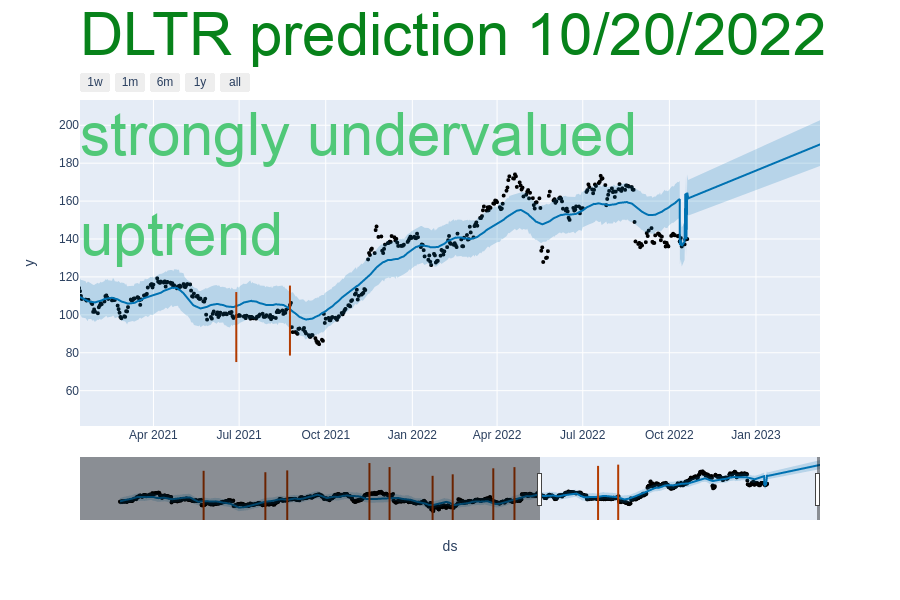 DLTR prediction 10/20/2022
1w 1m 6m 1y all
strongly undervalued
uptrend
y
200
180
160
140
120
100
80
60
Apr 2021 Jul 2021 Oct 2021 Jan 2022 Apr 2022 Jul 2022 Oct 2022 Jan 2023
ds